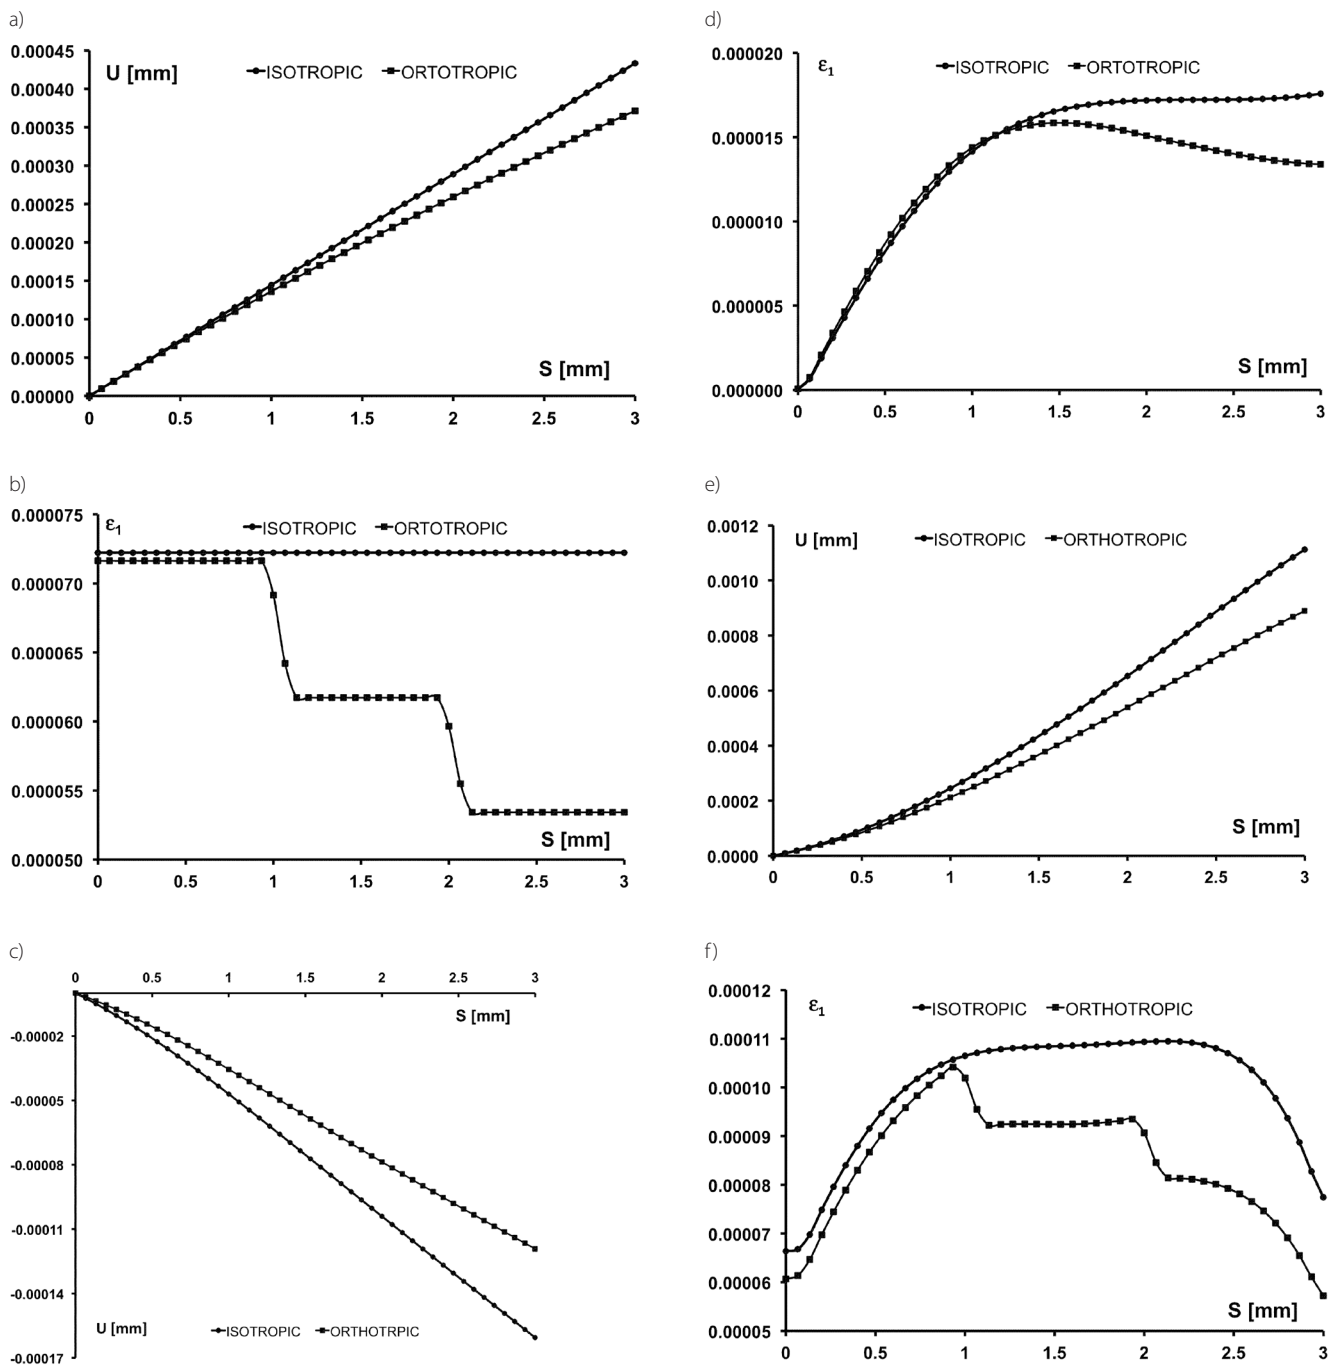 a)
0.00045
U [mm]
ISOTROPIC ORTOTROPIC
0.00040
0.00035
0.00030
0.00025
0.00020
0.00015
0.00010
0.00005
S [mm]
0.00000
0 0.5 1 1.5 2 2.5 3
b)
0.000075
ε1
ISOTROPIC ORTOTROPIC
0.000070
0.000065
0.000060
0.000055
S [mm]
0.000050
0 0.5 1 1.5 2 2.5 3
c)
0 0.5 1 1.5 2 2.5 3
S [mm]
-0.00002
-0.00005
-0.00008
-0.00011
-0.00014
U [mm]
ISOTROPIC ORTHOTRPIC
-0.00017
d)
0.000020
ε1
ISOTROPIC ORTOTROPIC
0.000015
0.000010
0.000005
S [mm]
0.000000
0 0.5 1 1.5 2 2.5 3
e)
0.0012
U [mm]
ISOTROPIC ORTHOTROPIC
0.0010
0.0008
0.0006
0.0004
0.0002
S [mm]
0.0000
0 0.5 1 1.5 2 2.5 3
f)
0.00012
ε1
ISOTROPIC ORTHOTROPIC
0.00011
0.00010
0.00009
0.00008
0.00007
0.00006
S [mm]
0.00005
0 0.5 1 1.5 2 2.5 3